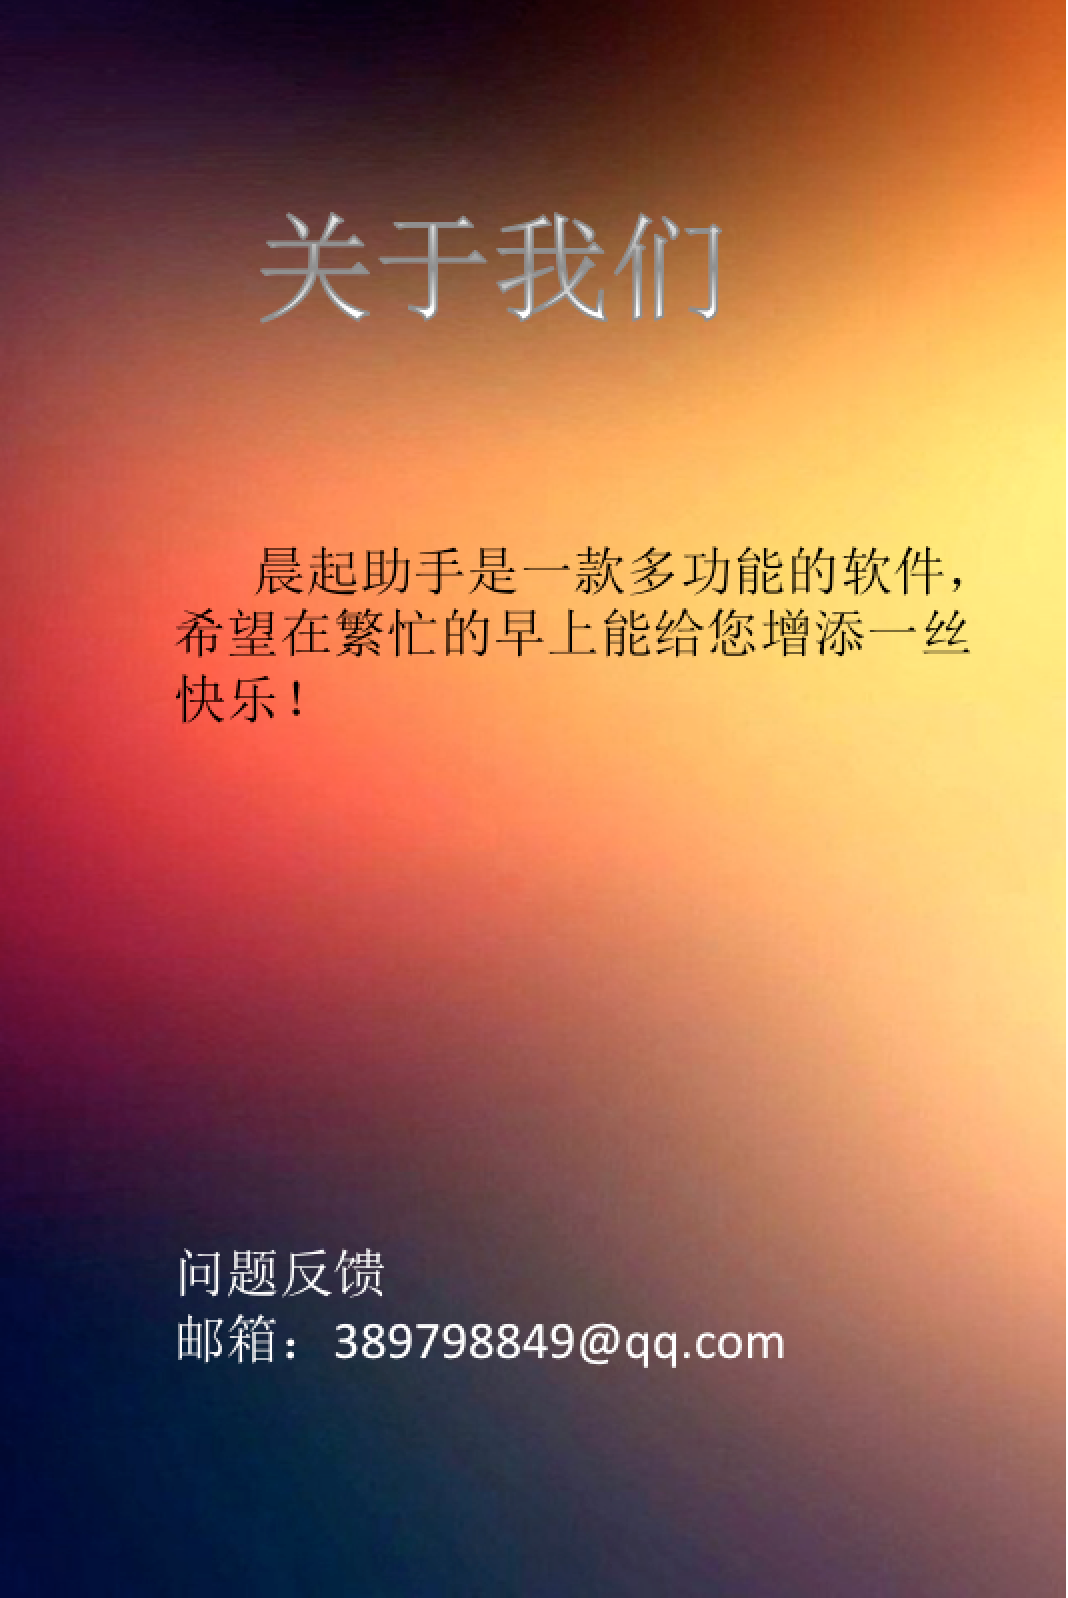 关于我们
晨起助手是一款多功能的软件，
希望在繁忙的早上能给您增添一丝
快乐！
问题反馈
邮箱：389798849@qq.com